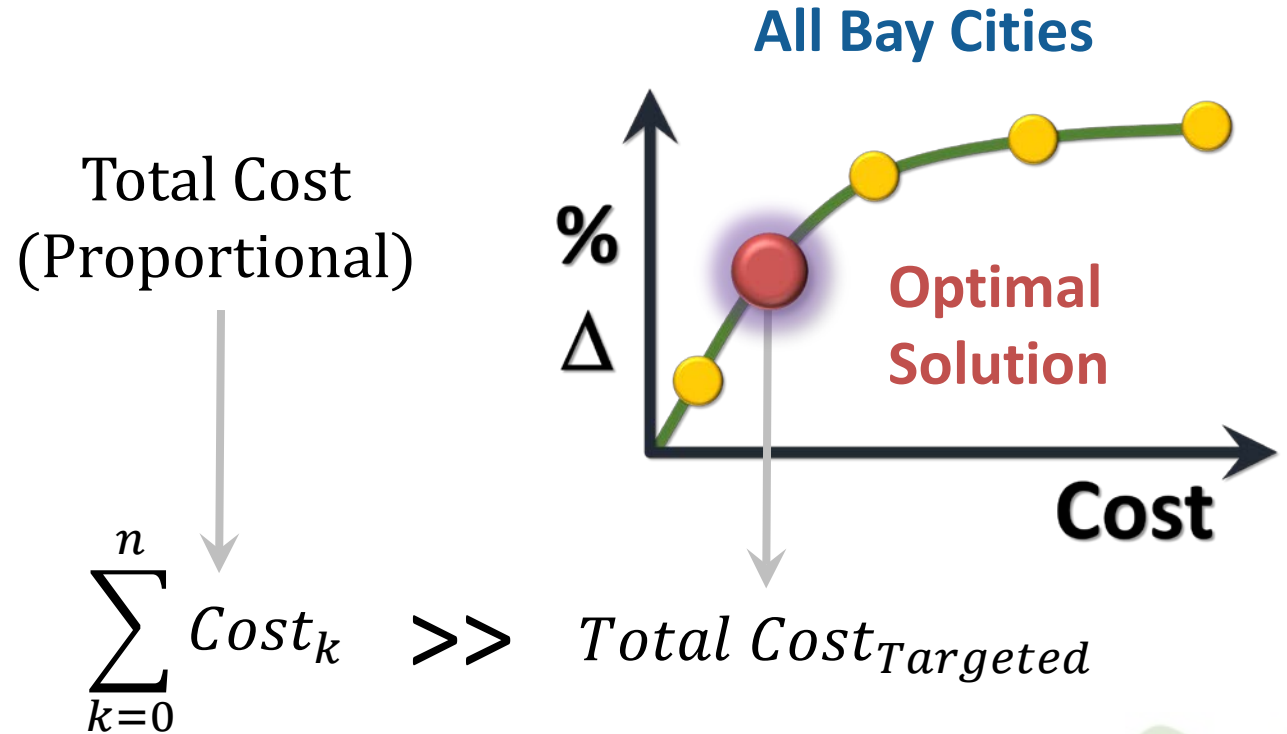 All Bay Cities
Total Cost
(Proportional)
%
Δ
Optimal
Solution
Cost
n
∑ Cost_k >> Total Cost_Targeted
k=0